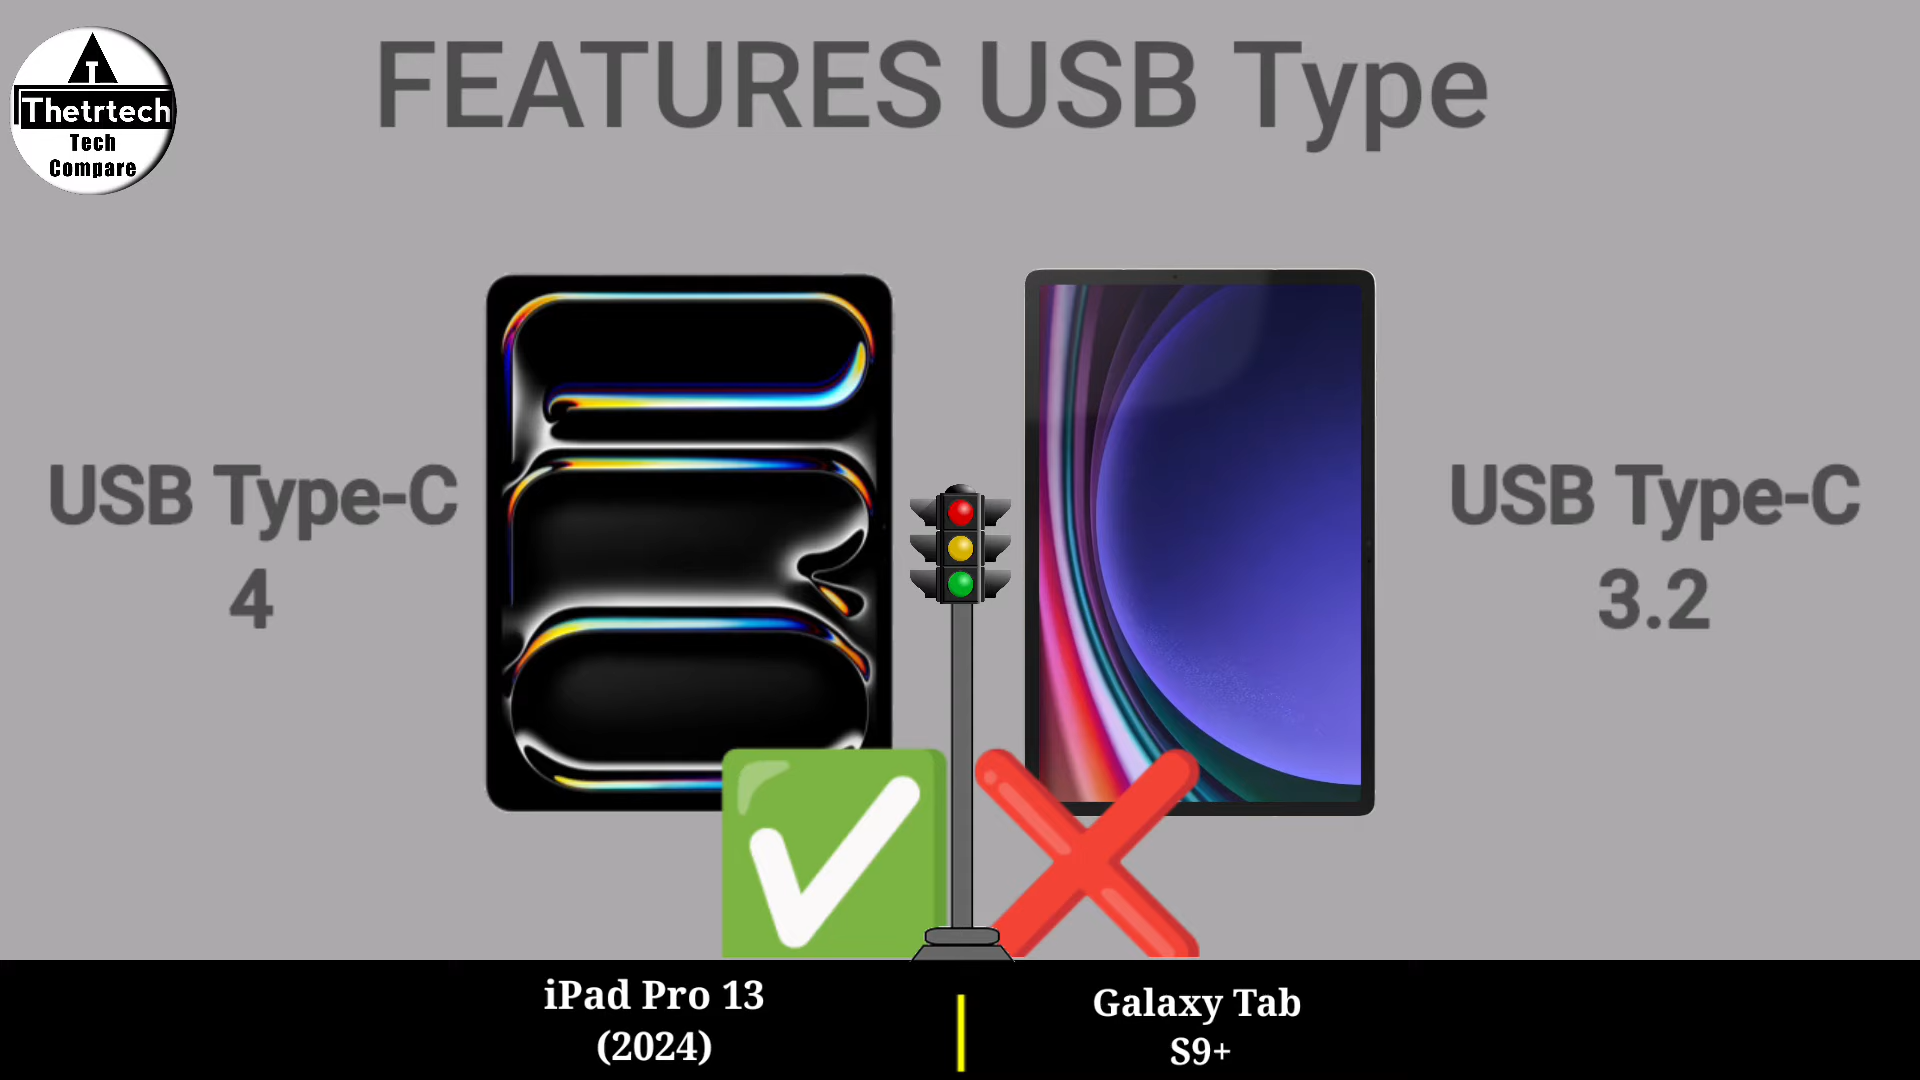 T
Thetrtech
Tech
Compare
FEATURES USB Type
USB Type-C
4
USB Type-C
3.2
iPad Pro 13
(2024)
Galaxy Tab
S9+